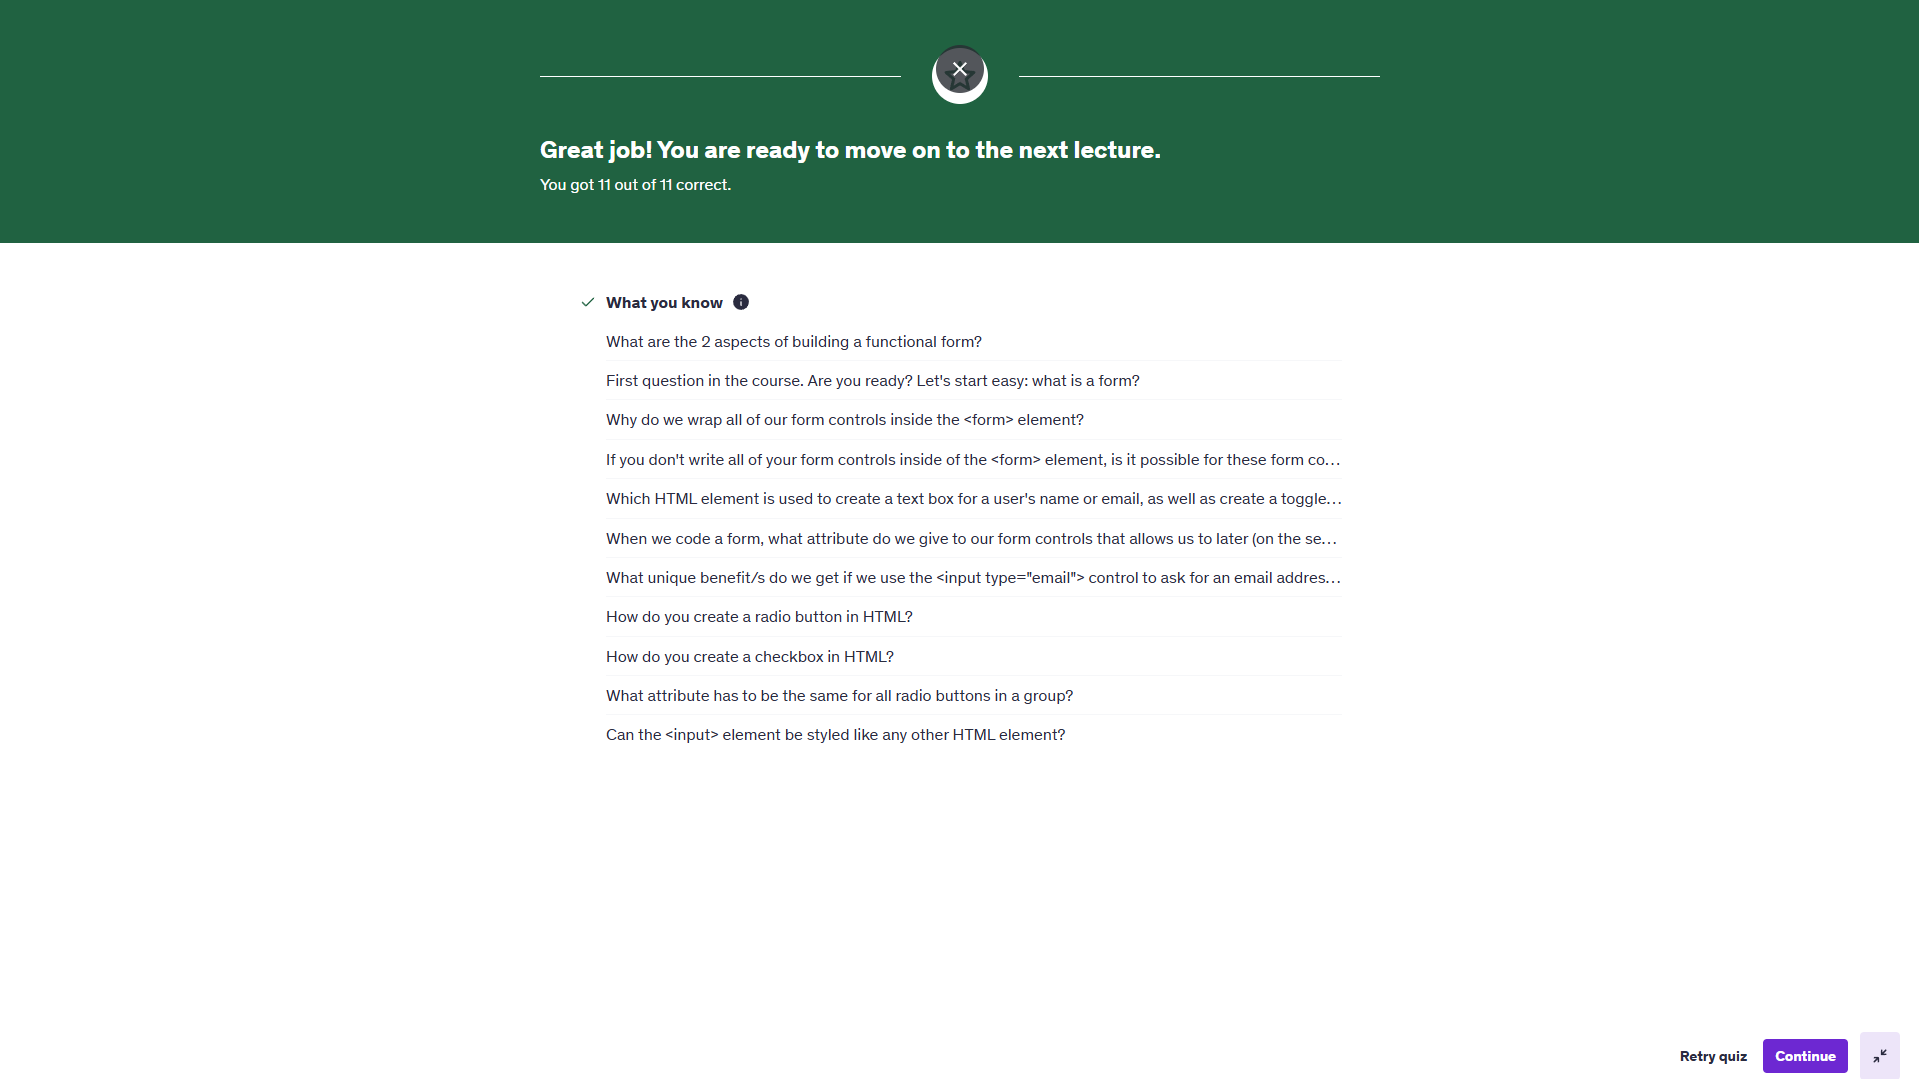 Great job! You are ready to move on to the next lecture.
You got 11 out of 11 correct.
What you know
What are the 2 aspects of building a functional form?
First question in the course. Are you ready? Let's start easy: what is a form?
Why do we wrap all of our form controls inside the <form> element?
If you don't write all of your form controls inside of the <form> element, is it possible for these form co...
Which HTML element is used to create a text box for a user's name or email, as well as create a toggle...
When we code a form, what attribute do we give to our form controls that allows us to later (on the se...
What unique benefit/s do we get if we use the <input type="email"> control to ask for an email addres...
How do you create a radio button in HTML?
How do you create a checkbox in HTML?
What attribute has to be the same for all radio buttons in a group?
Can the <input> element be styled like any other HTML element?
Retry quiz Continue